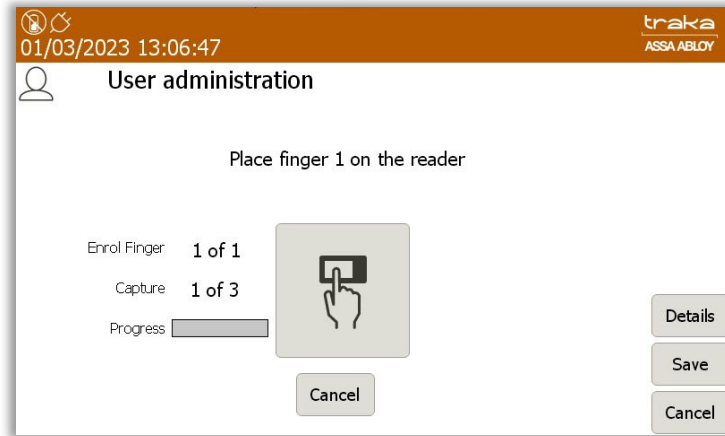 traka
01/03/2023 13:06:47
ASSA ABLOY
User administration
Place finger 1 on the reader
Enrol Finger 1 of 1
Capture 1 of 3
Progress
Details
Save
Cancel
Cancel